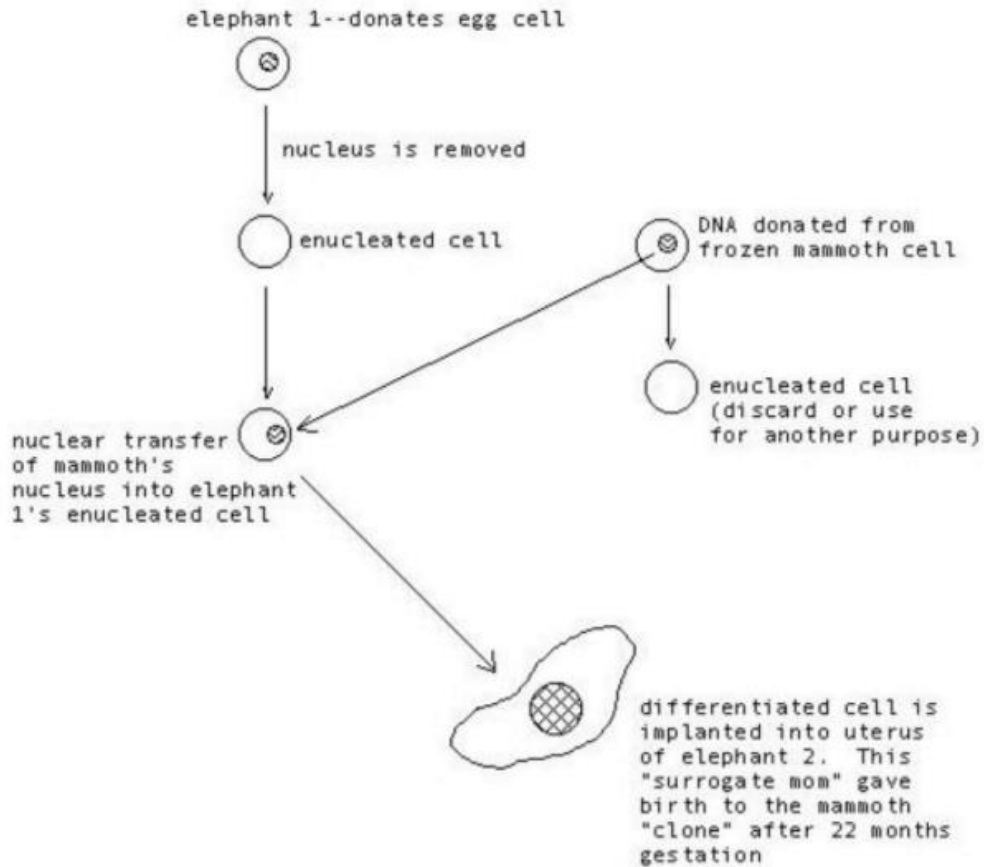 elephant 1--donates egg cell
nucleus is removed
enucleated cell
DNA donated from
frozen mammoth cell
enucleated cell
(discard or use
for another purpose)
nuclear transfer
of mammoth's
nucleus into elephant
1's enucleated cell
differentiated cell is
implanted into uterus
of elephant 2.  This
"surrogate mom" gave
birth to the mammoth
"clone" after 22 months
gestation